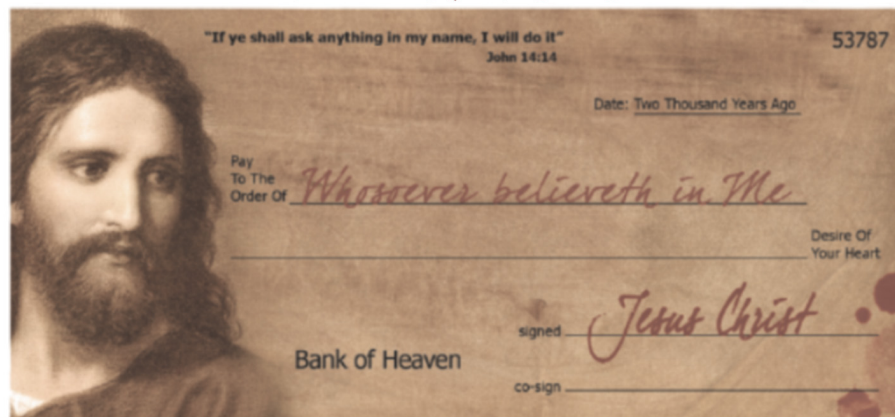 "If ye shall ask anything in my name, I will do it"
John 14:14
53787
Date: Two Thousand Years Ago
Pay
To The
Order Of Whosoever believeth in Me
Desire Of
Your Heart
signed Jesus Christ
Bank of Heaven
co-sign